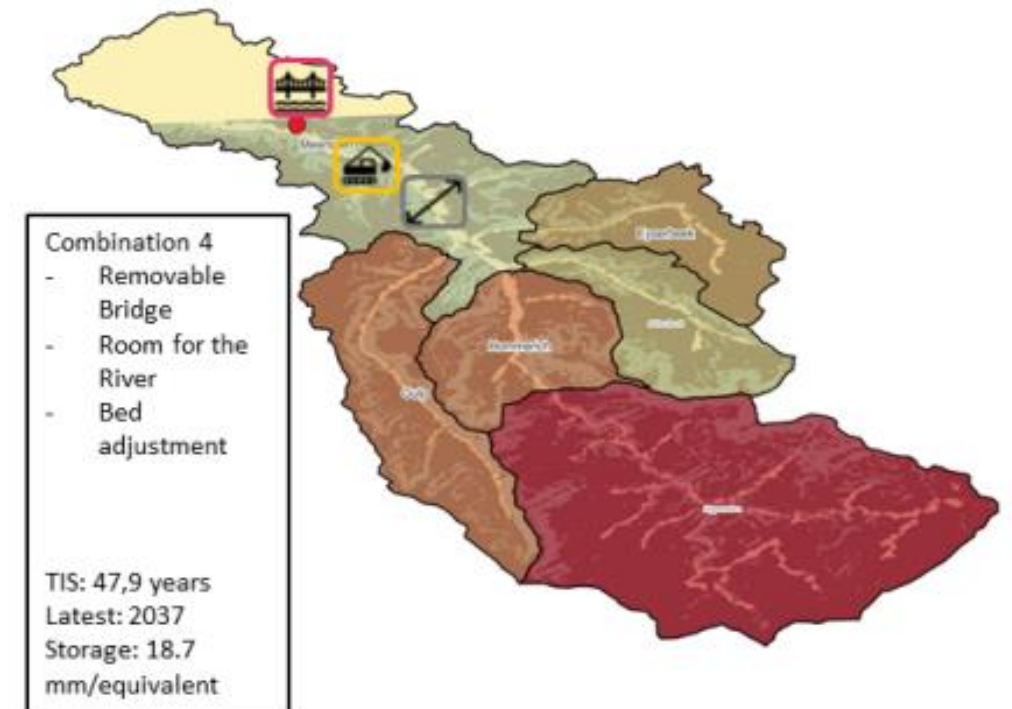 Combination 4
- Removable
Bridge
- Room for the
River
- Bed
adjustment
TIS: 47,9 years
Latest: 2037
Storage: 18.7
mm/equivalent